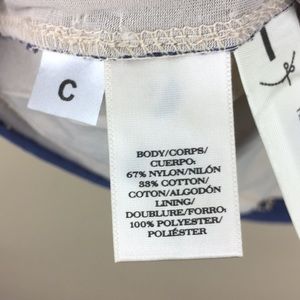 C
BODY/CORPS/
CUERPO:
67% NYLON/NILÓN
33% COTTON/
COTON/ALGODÓN
LINING/
DOUBLURE/FORRO:
100% POLYESTER/
POLIÉSTER